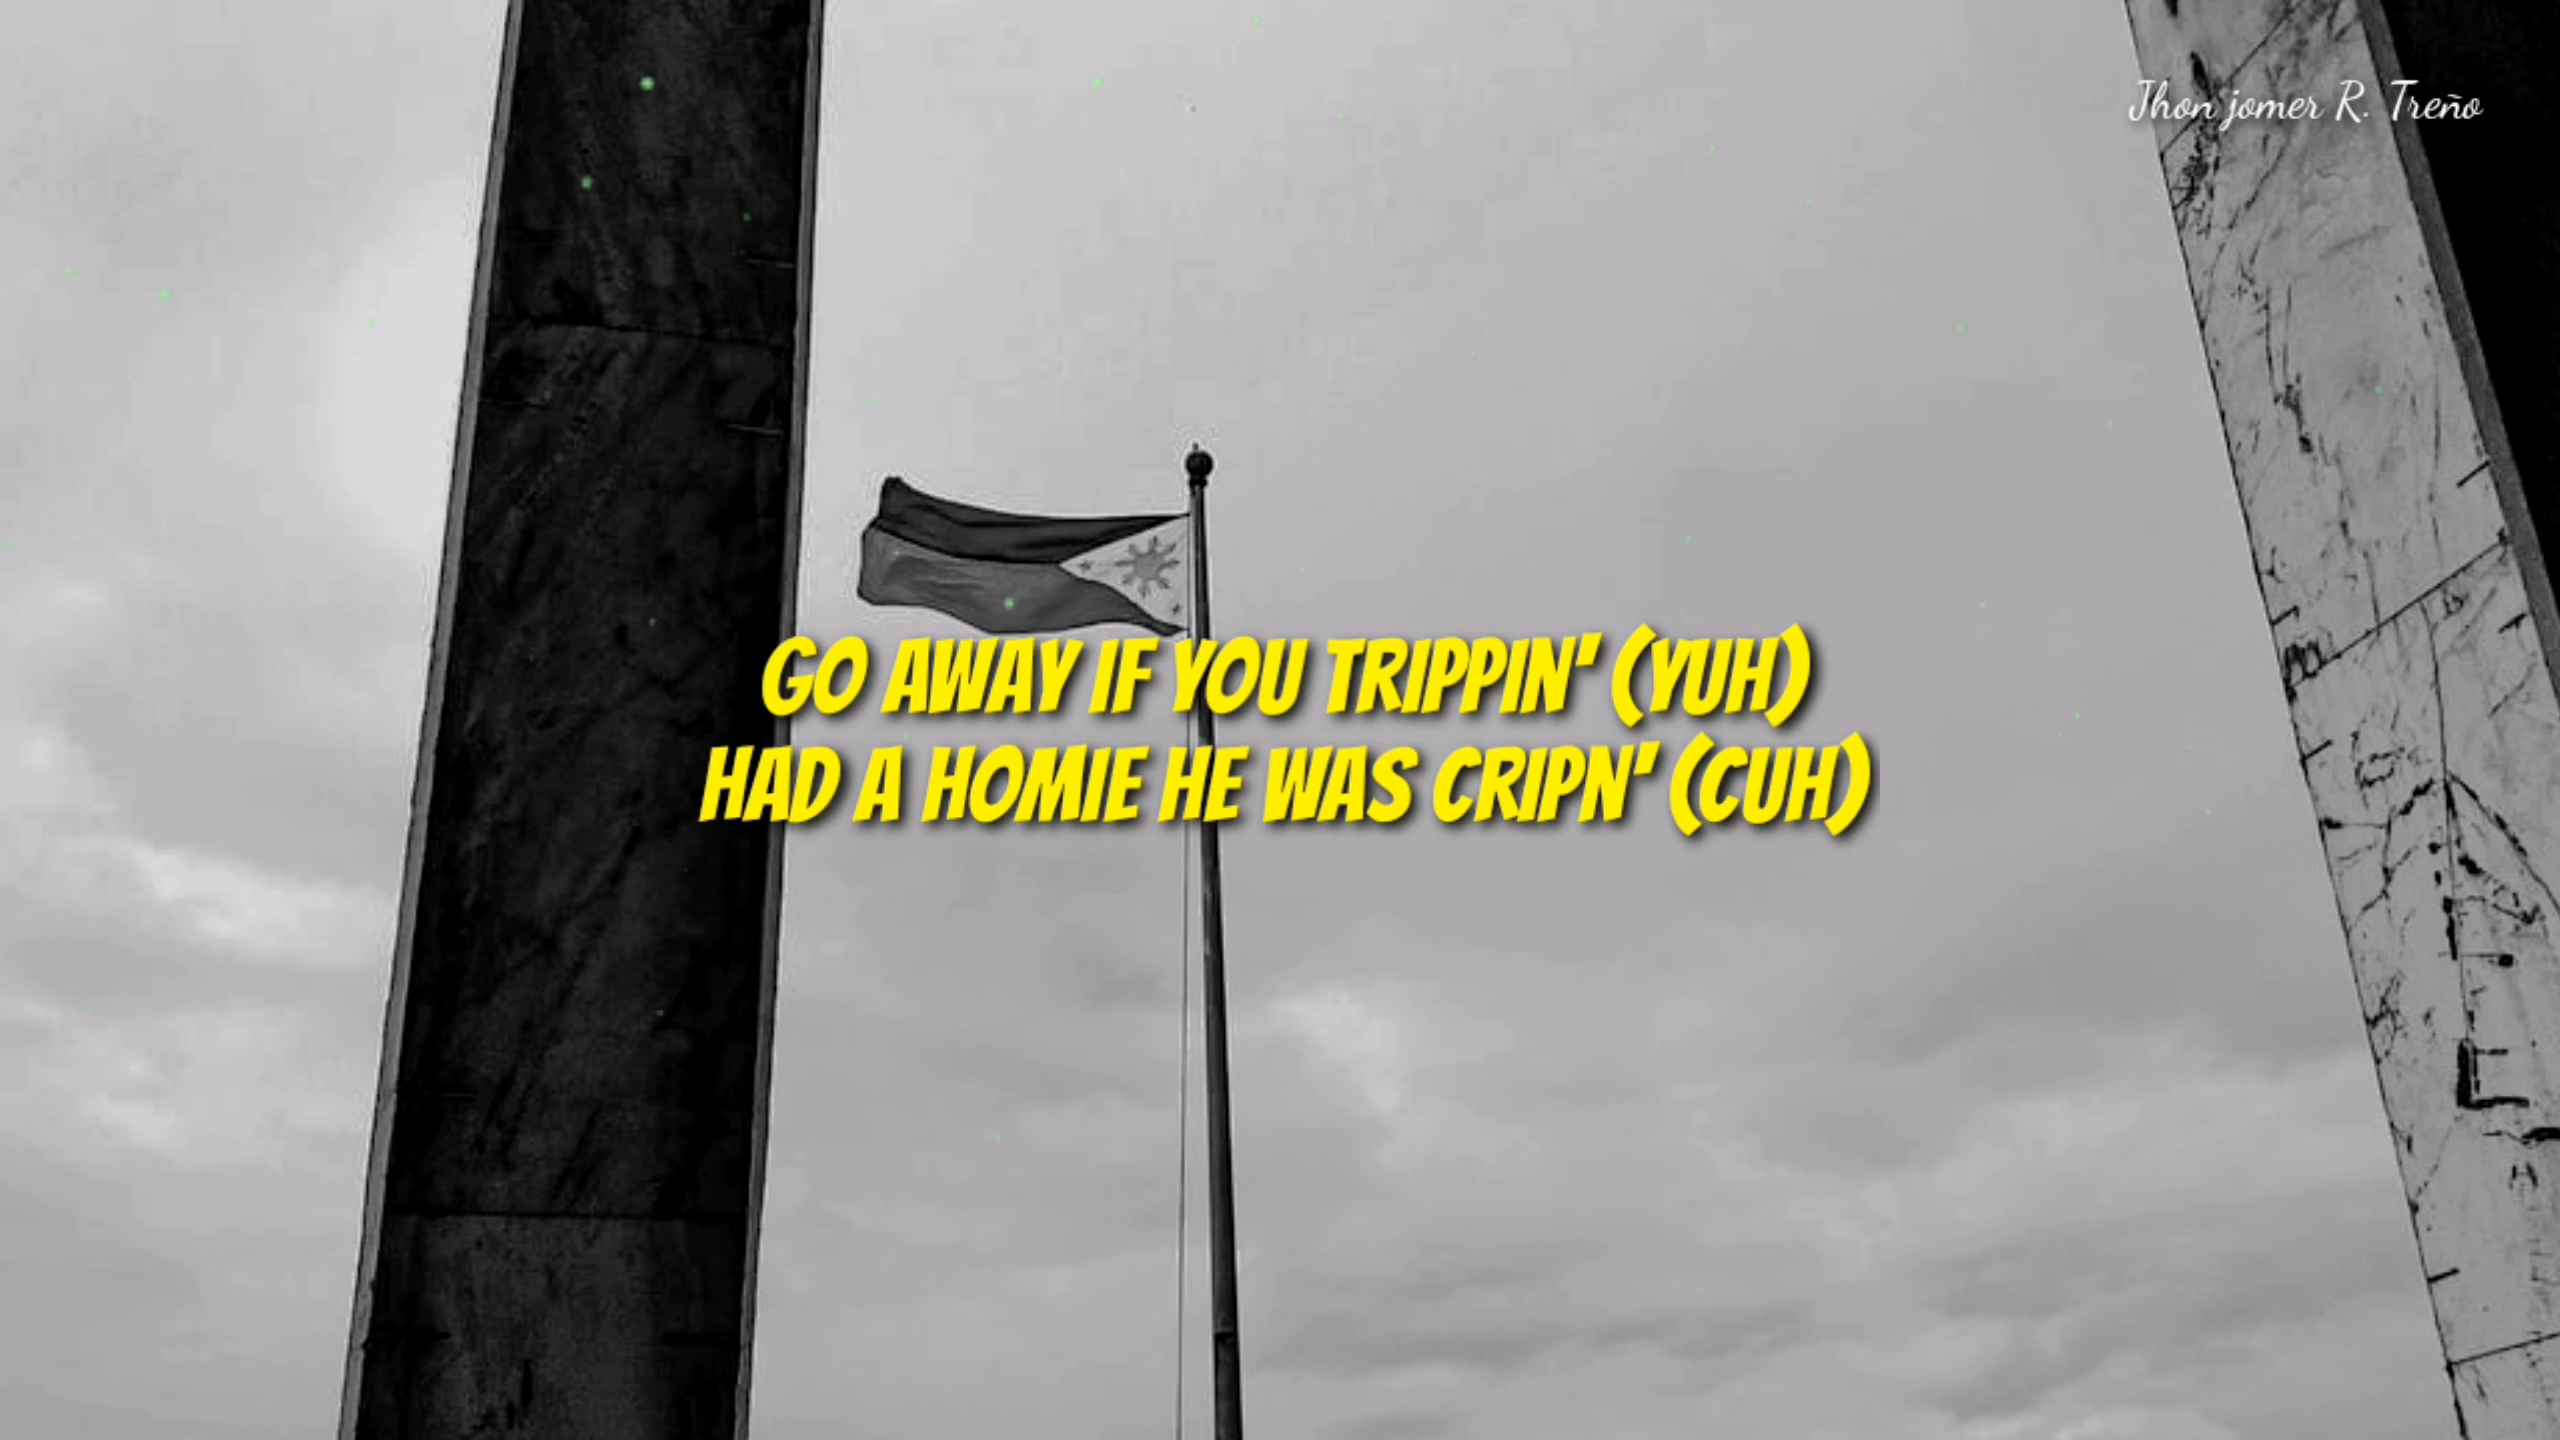 Jhon jomer R. Treño
GO AWAY IF YOU TRIPPIN' (YUH)
HAD A HOMIE HE WAS CRIPN' (CUH)